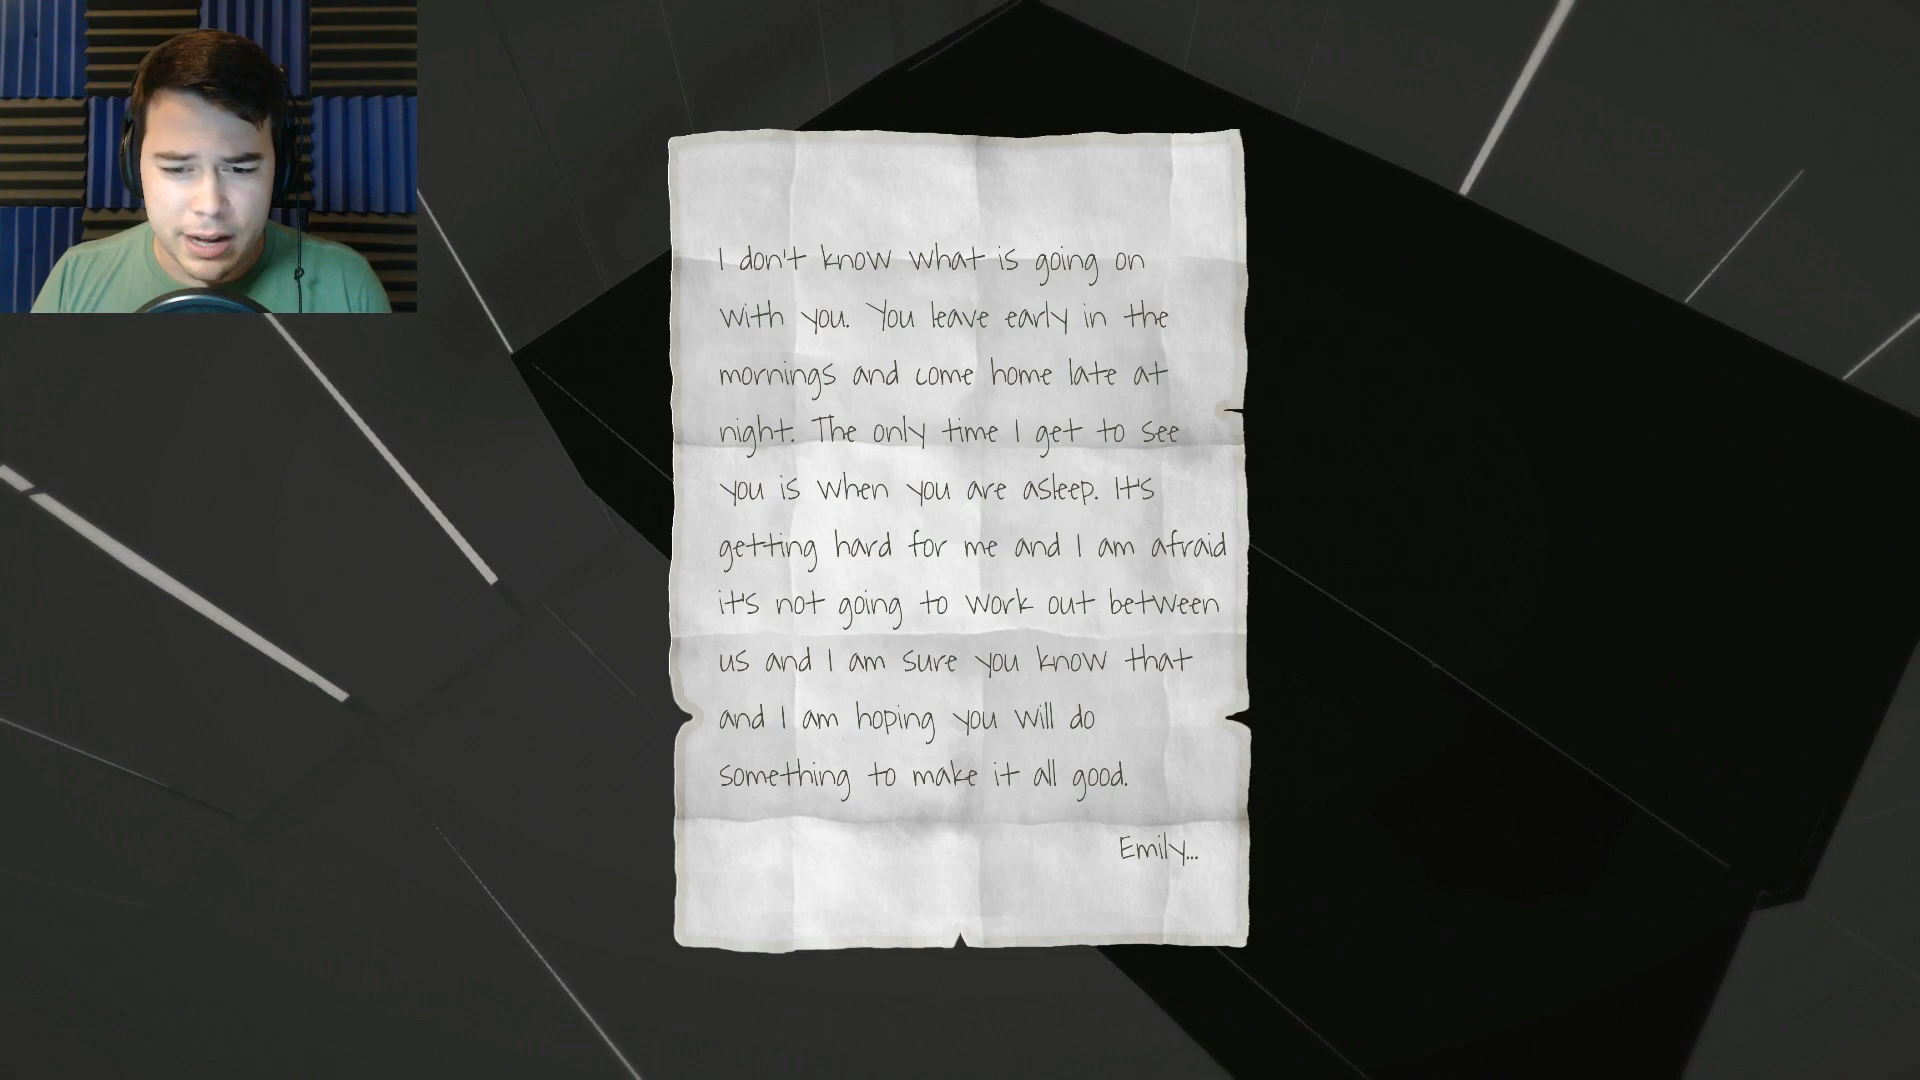 I don't know what is going on
with you. You leave early in the
mornings and come home late at
night. The only time I get to see
you is when you are asleep. It's
getting hard for me and I am afraid
it's not going to work out between
us and I am sure you know that
and I am hoping you will do
something to make it all good.
Emily...